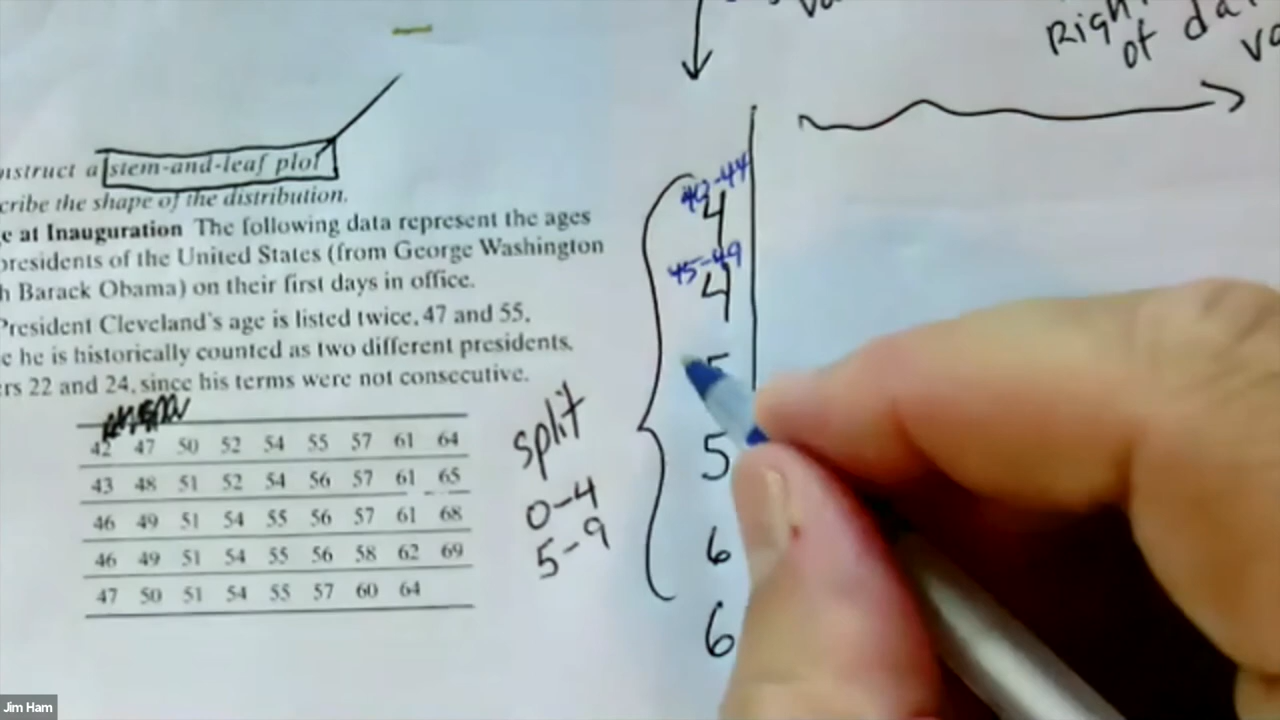 Righ
of da
nstruct a stem-and-leaf plot
cribe the shape of the distribution.
e at Inauguration The following data represent the ages
presidents of the United States (from George Washington
h Barack Obama) on their first days in office.
President Cleveland's age is listed twice, 47 and 55,
e he is historically counted as two different presidents,
rs 22 and 24, since his terms were not consecutive.
42 47 50 52 54 55 57 61 64
43 48 51 52 54 56 57 61 65
46 49 51 54 55 56 57 61 68
46 49 51 54 55 56 58 62 69
47 50 51 54 55 57 60 64
split
0-4
5-9
40-44
4
45-49
4
5
5
6
6
Jim Ham